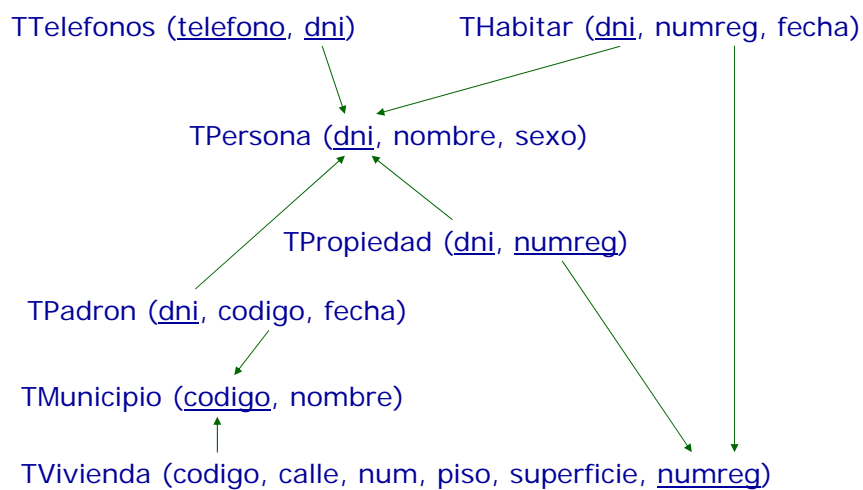 TTelefonos (telefono, dni)
THabitar (dni, numreg, fecha)
TPersona (dni, nombre, sexo)
TPropiedad (dni, numreg)
TPadron (dni, codigo, fecha)
TMunicipio (codigo, nombre)
TVivienda (codigo, calle, num, piso, superficie, numreg)